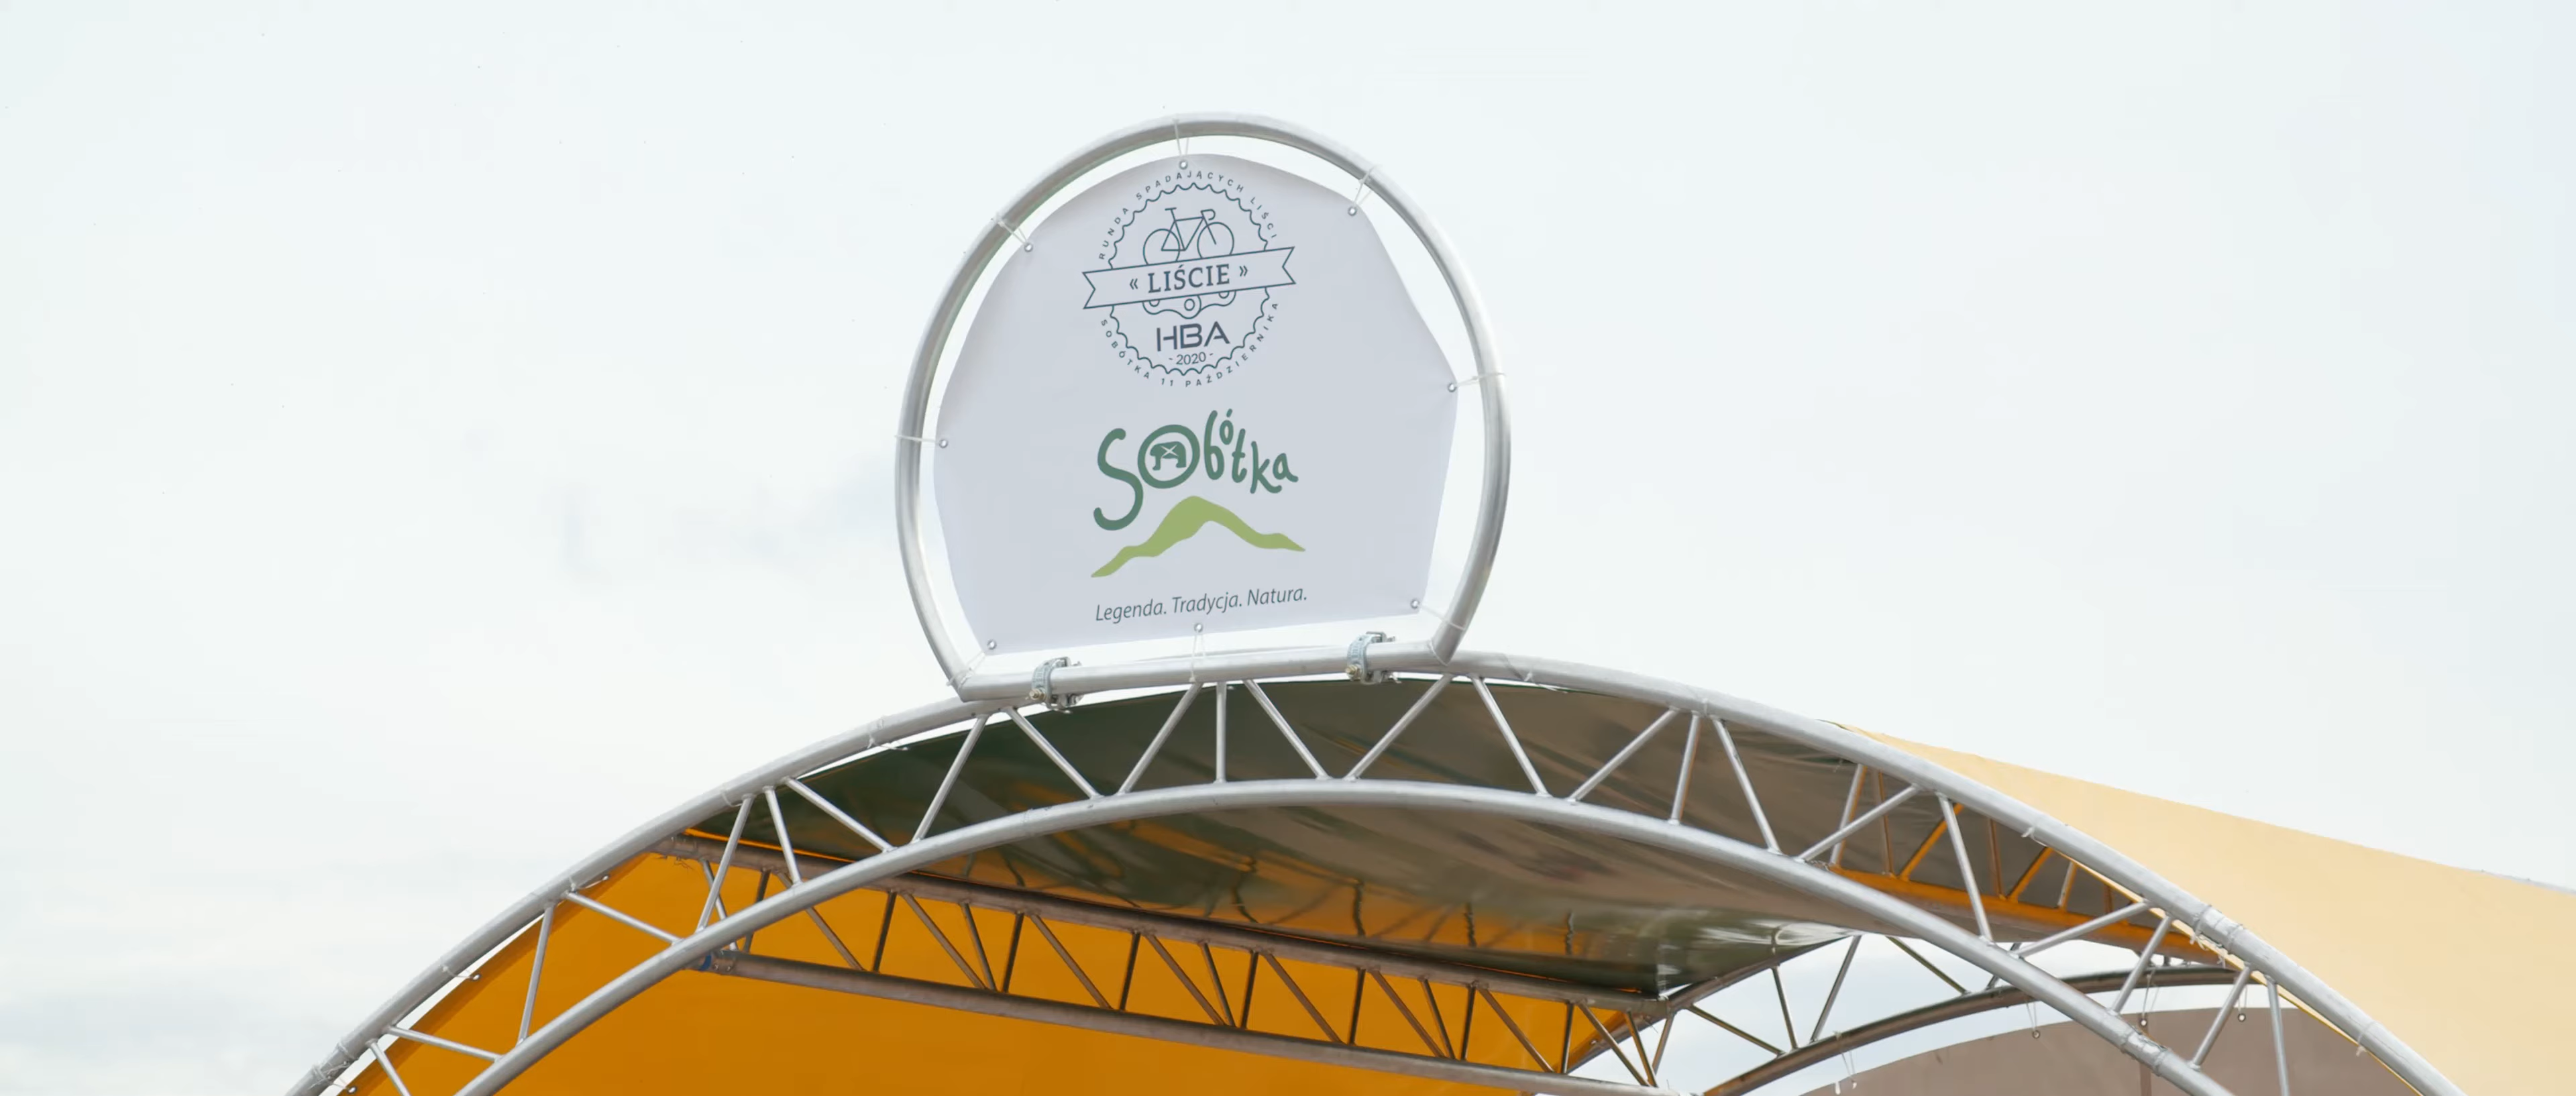 RUNDA SPADAJĄCYCH LIŚCI
« LIŚCIE »
HBA
- 2020 -
SOBÓTKA 11 PAŹDZIERNIKA
Sobótka
Legenda. Tradycja. Natura.